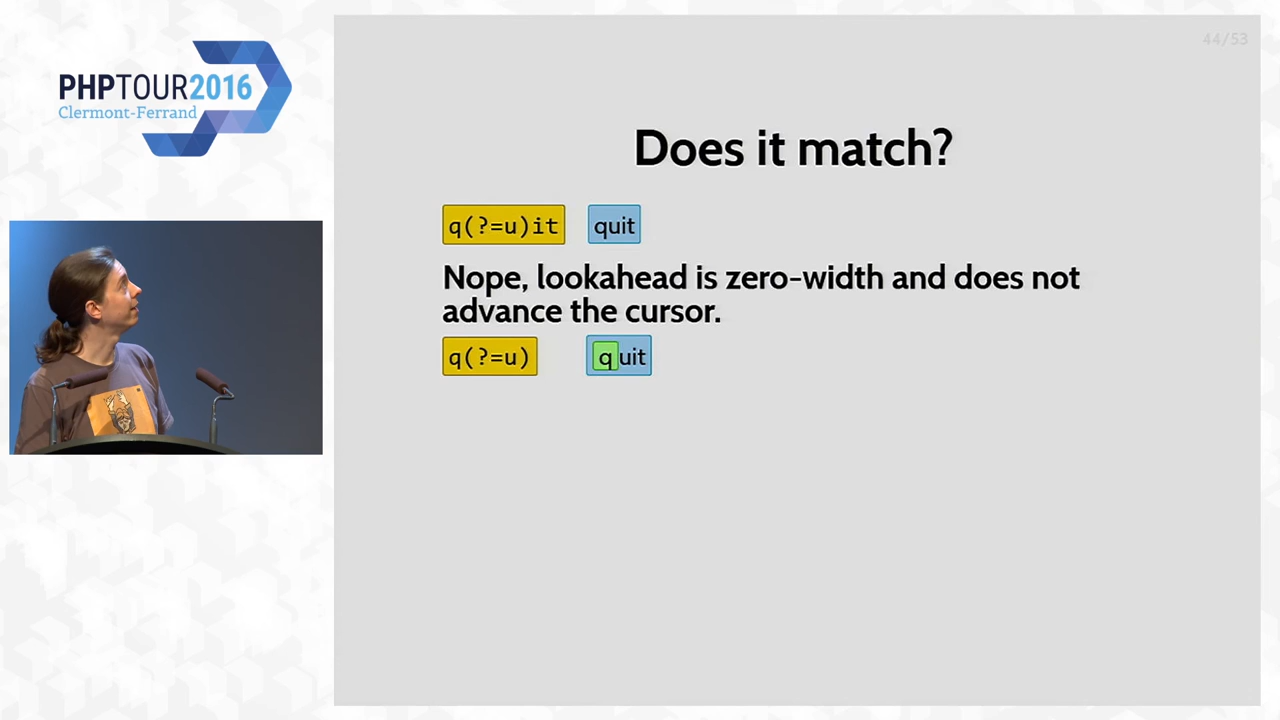 PHPTOUR2016
Clermont-Ferrand
44/53
Does it match?
q(?=u)it quit
Nope, lookahead is zero-width and does not
advance the cursor.
q(?=u) quit